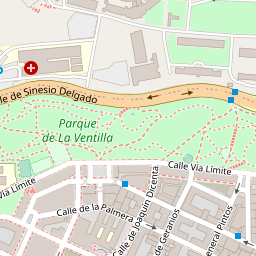 le de Sinesio Delgado
Parque
de La Ventilla
Calle Vía Límite
Vía Límite
Calle de la Palmera
Calle de Joaquín Dicenta
de Geranios
General Pintos